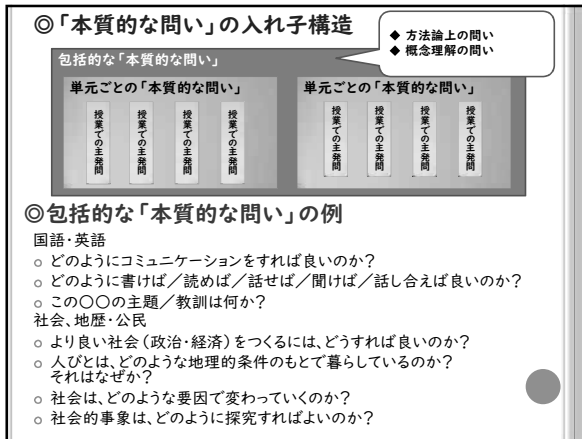 ◎「本質的な問い」の入れ子構造
◆ 方法論上の問い
◆ 概念理解の問い
包括的な「本質的な問い」
単元ごとの「本質的な問い」
授業での主発問
授業での主発問
授業での主発問
授業での主発問
単元ごとの「本質的な問い」
授業での主発問
授業での主発問
授業での主発問
授業での主発問
◎包括的な「本質的な問い」の例
国語・英語
○ どのようにコミュニケーションをすれば良いのか?
○ どのように書けば/読めば/話せば/聞けば/話し合えば良いのか?
○ この〇〇の主題/教訓は何か?
社会、地歴・公民
○ より良い社会(政治・経済)をつくるには、どうすれば良いのか?
○ 人びとは、どのような地理的条件のもとで暮らしているのか?
それはなぜか?
○ 社会は、どのような要因で変わっていくのか?
○ 社会的事象は、どのように探究すればよいのか?